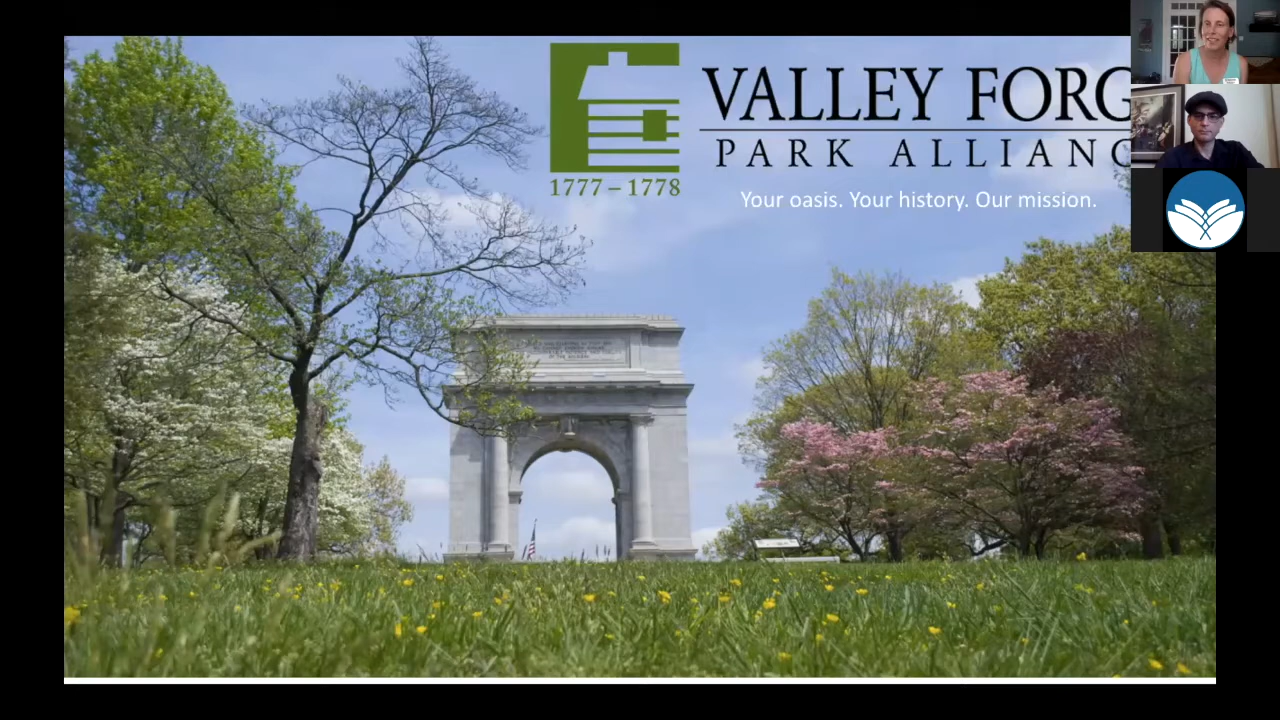 VALLEY FORG
PARK ALLIANC
1777 – 1778
Your oasis. Your history. Our mission.